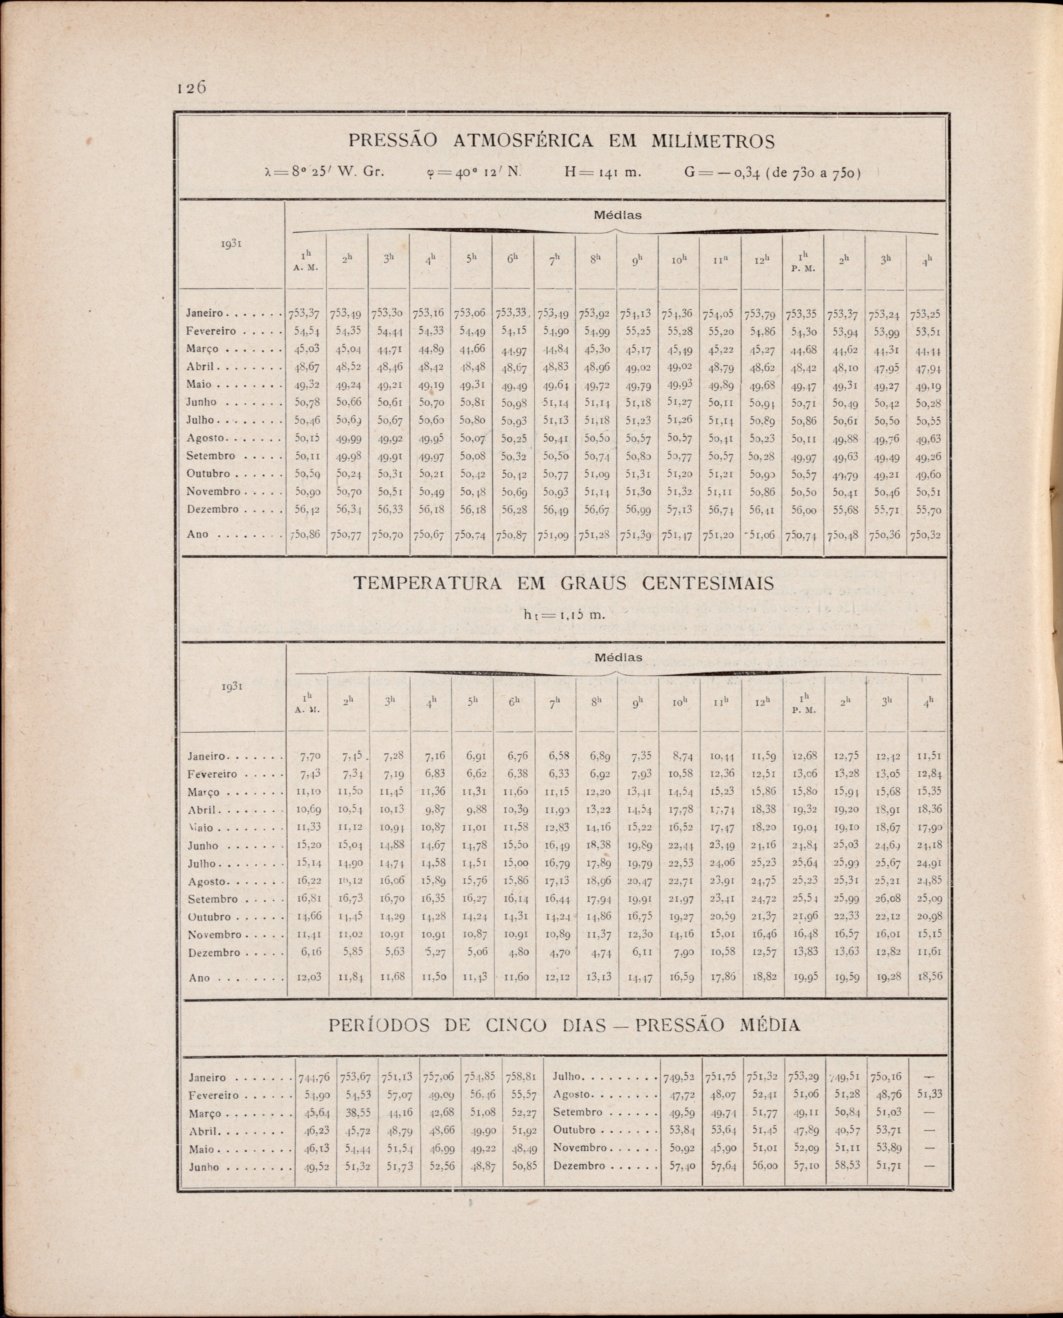 126
PRESSÃO ATMOSFÉRICA EM MILÍMETROS
λ=8º 25′ W. Gr. φ=40º 12′ N. H=141 m. G=—0,34 (de 730 a 750)
Médias
1931 1h A. M. 2h 3h 4h 5h 6h 7h 8h 9h 10h 11h 12h 1h P. M. 2h 3h 4h
Janeiro....... 753,37 753,49 753,30 753,16 753,06 753,33 753,49 753,92 754,13 754,36 754,05 753,79 753,35 753,37 753,24 753,25
Fevereiro ..... 54,54 54,35 54,44 54,33 54,49 54,15 54,90 54,99 55,25 55,28 55,20 54,86 54,30 53,94 53,99 53,51
Março ....... 45,03 45,04 44,71 44,89 44,66 44,97 44,84 45,30 45,17 45,49 45,22 45,27 44,68 44,62 44,31 44,44
Abril........ 48,67 48,52 48,46 48,42 48,48 48,67 48,83 48,96 49,02 49,02 48,79 48,62 48,42 48,10 47,95 47,94
Maio ........ 49,32 49,24 49,21 49,19 49,31 49,49 49,64 49,72 49,79 49,93 49,89 49,68 49,47 49,31 49,27 49,19
Junho ....... 50,78 50,66 50,61 50,70 50,81 50,98 51,14 51,14 51,18 51,27 50,11 50,94 50,71 50,49 50,42 50,28
Julho........ 50,46 50,69 50,67 50,60 50,80 50,93 51,13 51,18 51,23 51,26 51,14 50,89 50,86 50,61 50,50 50,55
Agosto....... 50,15 49,99 49,92 49,95 50,07 50,25 50,41 50,50 50,57 50,57 50,41 50,23 50,11 49,88 49,76 49,63
Setembro ..... 50,11 49,98 49,91 49,97 50,08 50,32 50,50 50,74 50,80 50,77 50,57 50,28 49,97 49,63 49,49 49,26
Outubro ...... 50,59 50,24 50,31 50,21 50,42 50,42 50,77 51,09 51,31 51,20 51,21 50,90 50,57 49,79 49,21 49,60
Novembro..... 50,90 50,70 50,51 50,49 50,48 50,69 50,93 51,14 51,30 51,32 51,11 50,86 50,50 50,41 50,46 50,51
Dezembro ..... 56,42 56,34 56,33 56,18 56,18 56,28 56,49 56,67 56,99 57,13 56,74 56,41 56,00 55,68 55,71 55,70
Ano ........ 750,86 750,77 750,70 750,67 750,74 750,87 751,09 751,28 751,39 751,47 751,20 751,06 750,74 750,48 750,36 750,32
TEMPERATURA EM GRAUS CENTESIMAIS
ht=1,15 m.
Médias
1931 1h A. M. 2h 3h 4h 5h 6h 7h 8h 9h 10h 11h 12h 1h P. M. 2h 3h 4h
Janeiro....... 7,70 7,45 7,28 7,16 6,91 6,76 6,58 6,89 7,35 8,74 10,44 11,59 12,68 12,75 12,42 11,51
Fevereiro ..... 7,43 7,34 7,19 6,83 6,62 6,38 6,33 6,92 7,93 10,58 12,36 12,51 13,06 13,28 13,05 12,84
Março ....... 11,10 11,50 11,45 11,36 11,31 11,60 11,15 12,20 13,41 14,54 15,23 15,86 15,80 15,94 15,68 15,35
Abril........ 10,69 10,54 10,13 9,87 9,88 10,39 11,90 13,22 14,54 17,78 17,74 18,38 19,32 19,20 18,91 18,36
Maio ........ 11,33 11,12 10,94 10,87 11,01 11,58 12,83 14,16 15,22 16,52 17,47 18,20 19,04 19,10 18,67 17,90
Junho ....... 15,20 15,04 14,88 14,67 14,78 15,50 16,49 18,38 19,89 22,44 23,49 24,16 24,84 25,03 24,69 24,18
Julho........ 15,14 14,90 14,74 14,58 14,51 15,00 16,79 17,89 19,79 22,53 24,06 25,23 25,64 25,99 25,67 24,91
Agosto....... 16,22 16,12 16,06 15,89 15,76 15,86 17,13 18,96 20,47 22,71 23,91 24,75 25,23 25,31 25,21 24,85
Setembro ..... 16,81 16,73 16,70 16,35 16,27 16,14 16,44 17,94 19,91 21,97 23,41 24,72 25,54 25,99 26,08 25,09
Outubro ...... 14,66 14,45 14,29 14,28 14,24 14,31 14,24 14,86 16,75 19,27 20,59 21,37 21,96 22,33 22,12 20,98
Novembro..... 11,41 11,02 10,91 10,91 10,87 10,91 10,89 11,37 12,30 14,16 15,01 16,46 16,48 16,57 16,01 15,15
Dezembro..... 6,16 5,85 5,63 5,27 5,06 4,80 4,70 4,74 6,11 7,90 10,58 12,57 13,83 13,63 12,82 11,61
Ano ........ 12,03 11,84 11,68 11,50 11,43 11,60 12,12 13,13 14,47 16,59 17,86 18,82 19,95 19,59 19,28 18,56
PERÍODOS DE CINCO DIAS — PRESSÃO MÉDIA
Janeiro ....... 744,76 753,67 751,13 757,06 754,85 758,81 Julho......... 749,52 751,75 751,32 753,29 749,51 750,16 —
Fevereiro ...... 54,90 54,53 57,07 49,09 56,46 55,57 Agosto........ 47,72 48,07 52,41 51,06 51,28 48,76 51,33
Março ........ 45,64 38,55 44,16 42,68 51,08 52,27 Setembro ...... 49,59 49,74 51,77 49,11 50,84 51,03 —
Abril......... 46,23 45,72 48,79 48,66 49,90 51,92 Outubro ....... 53,84 53,64 51,45 47,89 40,57 53,71 —
Maio......... 46,13 54,44 51,54 46,99 49,22 48,49 Novembro...... 50,92 45,90 51,01 52,09 51,11 53,89 —
Junho ........ 49,52 51,32 51,73 52,56 48,87 50,85 Dezembro ...... 57,40 57,64 56,00 57,10 58,53 51,71 —